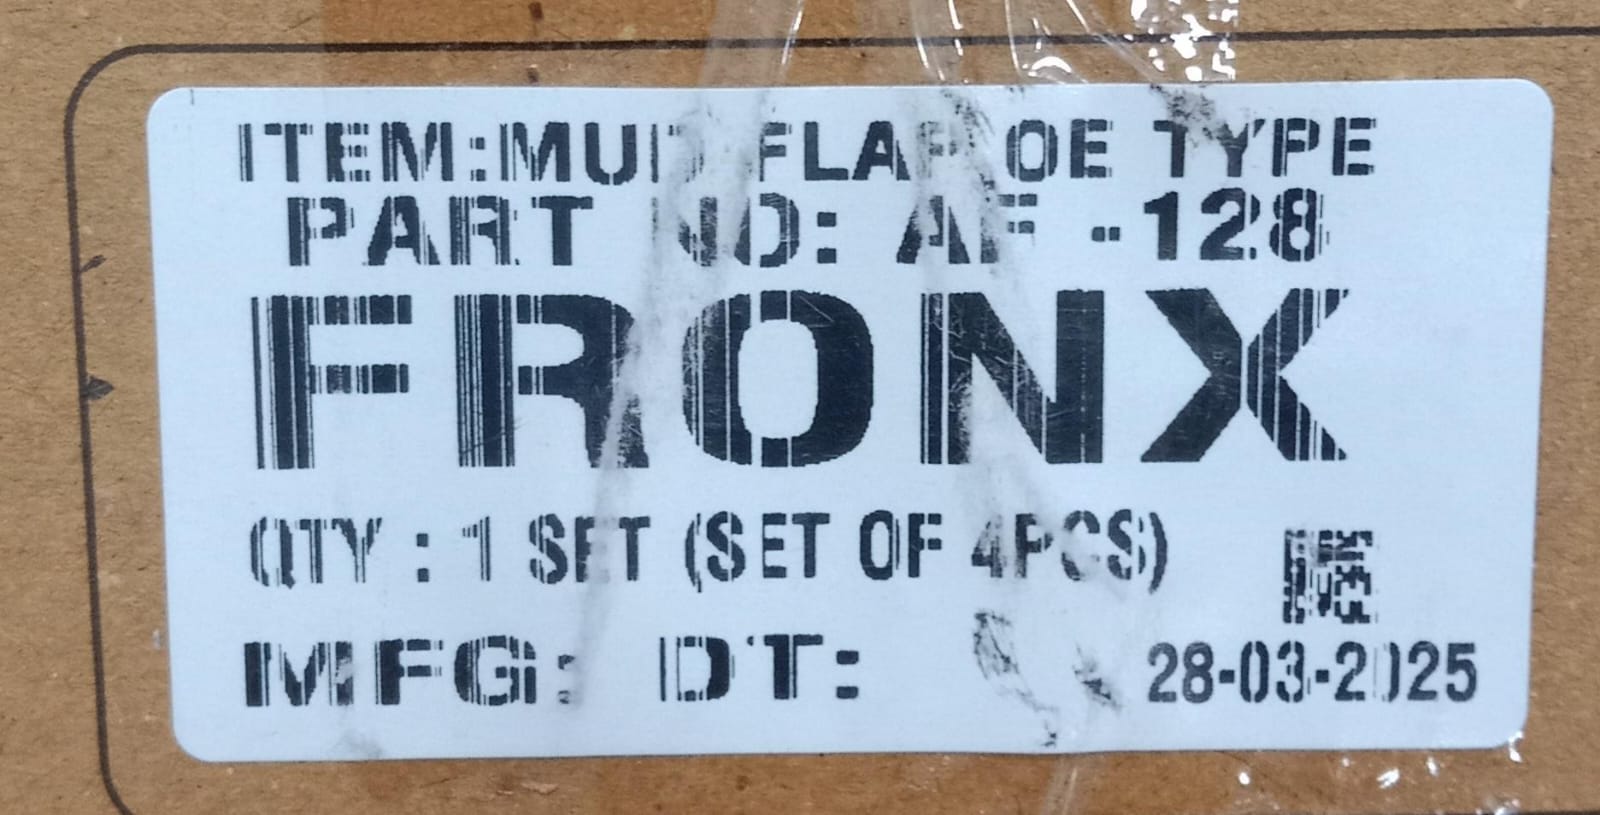 ITEM:MUD FLAP OE TYPE
PART NO: AF -128
FRONX
QTY : 1 SET (SET OF 4PCS)
MFG: DT: 28-03-2025